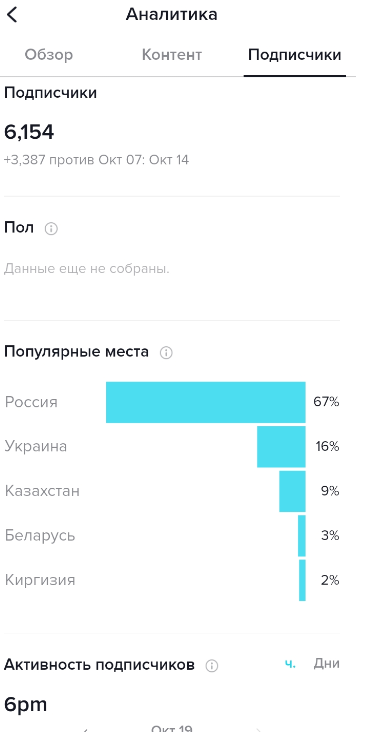 Аналитика
Обзор Контент Подписчики
Подписчики
6,154
+3,387 против Окт 07: Окт 14
Пол
Данные еще не собраны.
Популярные места
Россия 67%
Украина 16%
Казахстан 9%
Беларусь 3%
Киргизия 2%
Активность подписчиков ч. Дни
6pm
Окт 19